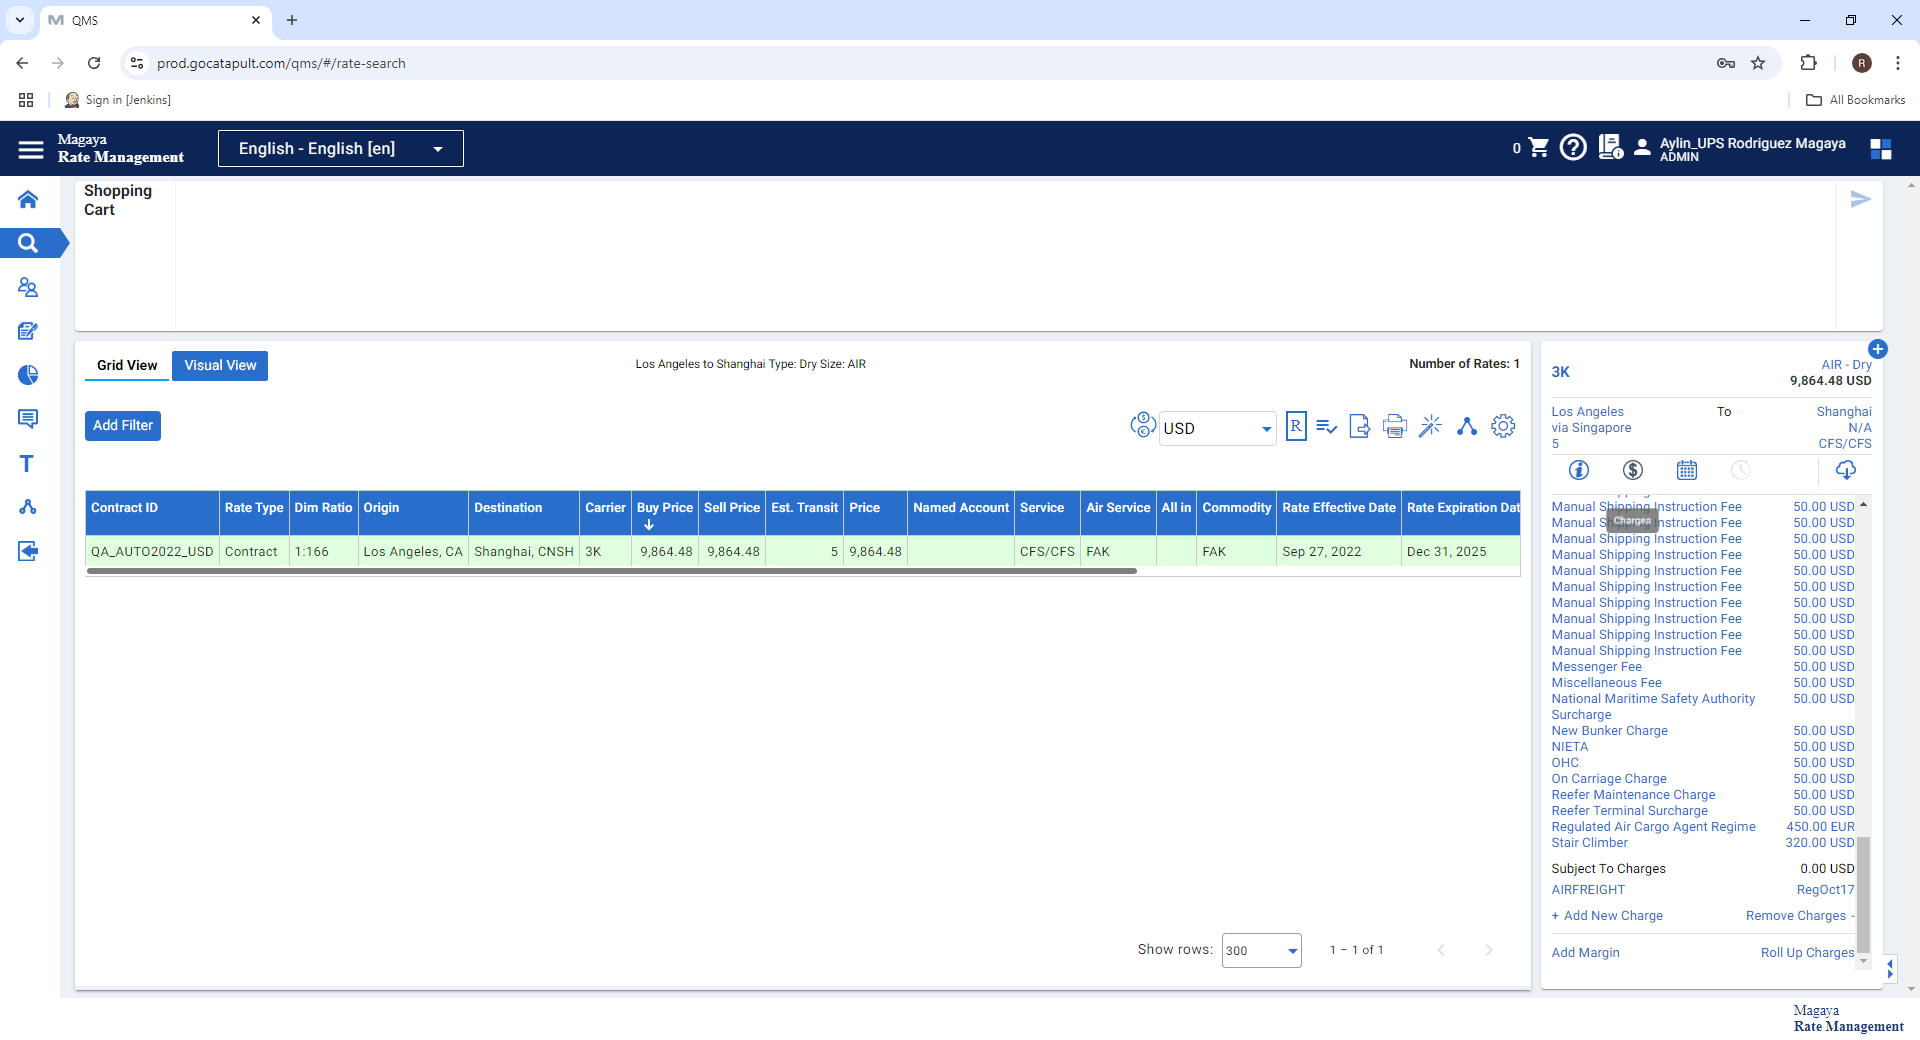 QMS
prod.gocatapult.com/qms/#/rate-search
R
Sign in [Jenkins]
All Bookmarks
Magaya
Rate Management
English - English [en]
0
Aylin_UPS Rodriguez Magaya
ADMIN
Shopping
Cart
Grid View
Visual View
Los Angeles to Shanghai Type: Dry Size: AIR
Number of Rates: 1
Add Filter
USD
R
Contract ID Rate Type Dim Ratio Origin Destination Carrier Buy Price Sell Price Est. Transit Price Named Account Service Air Service All in Commodity Rate Effective Date Rate Expiration Dat
QA_AUTO2022_USD Contract 1:166 Los Angeles, CA Shanghai, CNSH 3K 9,864.48 9,864.48 5 9,864.48 CFS/CFS FAK FAK Sep 27, 2022 Dec 31, 2025
Show rows: 300 1 – 1 of 1
3K
AIR - Dry
9,864.48 USD
Los Angeles To Shanghai
via Singapore N/A
5 CFS/CFS
Manual Shipping Instruction Fee 50.00 USD
Charges
Manual Shipping Instruction Fee 50.00 USD
Manual Shipping Instruction Fee 50.00 USD
Manual Shipping Instruction Fee 50.00 USD
Manual Shipping Instruction Fee 50.00 USD
Manual Shipping Instruction Fee 50.00 USD
Manual Shipping Instruction Fee 50.00 USD
Manual Shipping Instruction Fee 50.00 USD
Manual Shipping Instruction Fee 50.00 USD
Manual Shipping Instruction Fee 50.00 USD
Messenger Fee 50.00 USD
Miscellaneous Fee 50.00 USD
National Maritime Safety Authority 50.00 USD
Surcharge
New Bunker Charge 50.00 USD
NIETA 50.00 USD
OHC 50.00 USD
On Carriage Charge 50.00 USD
Reefer Maintenance Charge 50.00 USD
Reefer Terminal Surcharge 50.00 USD
Regulated Air Cargo Agent Regime 450.00 EUR
Stair Climber 320.00 USD
Subject To Charges 0.00 USD
AIRFREIGHT RegOct17
+ Add New Charge Remove Charges -
Add Margin Roll Up Charges
Magaya
Rate Management